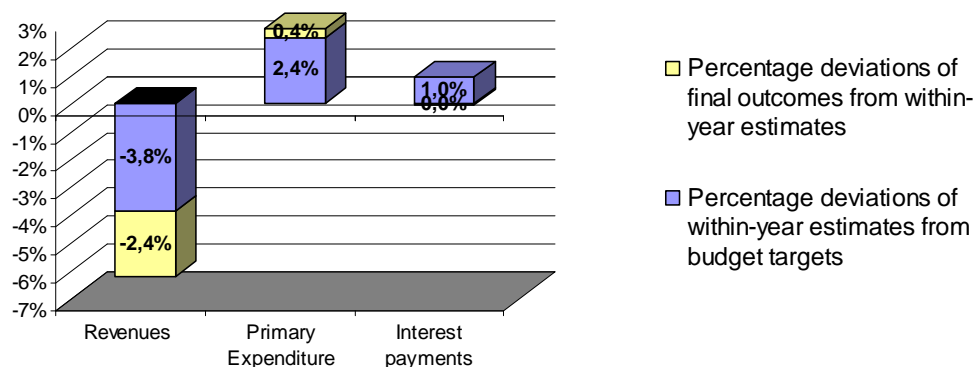 3%
2%
1%
0%
-1%
-2%
-3%
-4%
-5%
-6%
-7%
0,4%
2,4%
1,0%
0,0%
-3,8%
-2,4%
Revenues
Primary
Expenditure
Interest
payments
Percentage deviations of
final outcomes from within-
year estimates
Percentage deviations of
within-year estimates from
budget targets